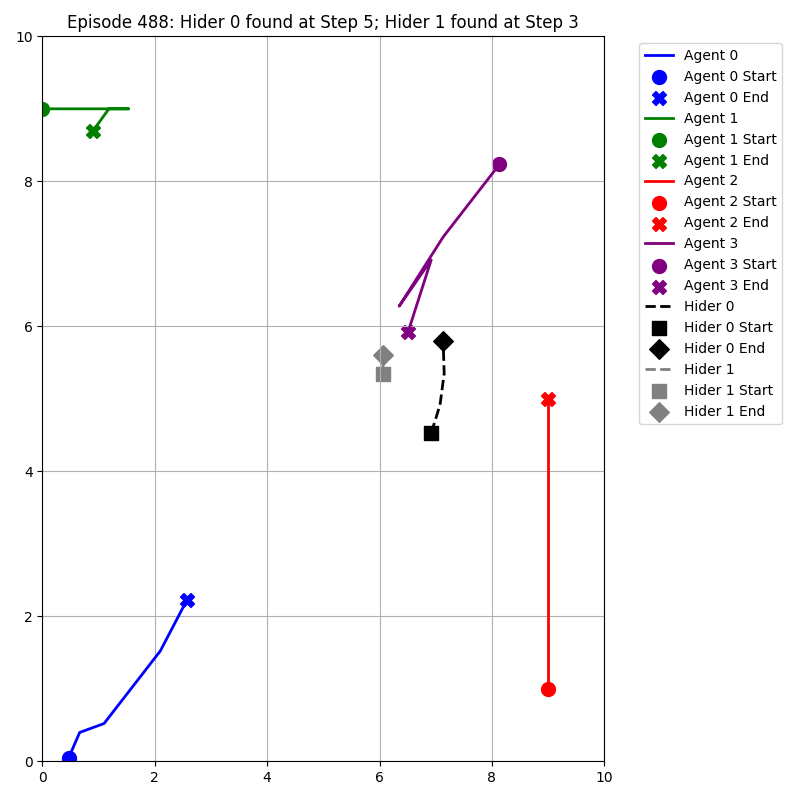 Episode 488: Hider 0 found at Step 5; Hider 1 found at Step 3
10
8
6
4
2
0
0 2 4 6 8 10
Agent 0
Agent 0 Start
Agent 0 End
Agent 1
Agent 1 Start
Agent 1 End
Agent 2
Agent 2 Start
Agent 2 End
Agent 3
Agent 3 Start
Agent 3 End
Hider 0
Hider 0 Start
Hider 0 End
Hider 1
Hider 1 Start
Hider 1 End